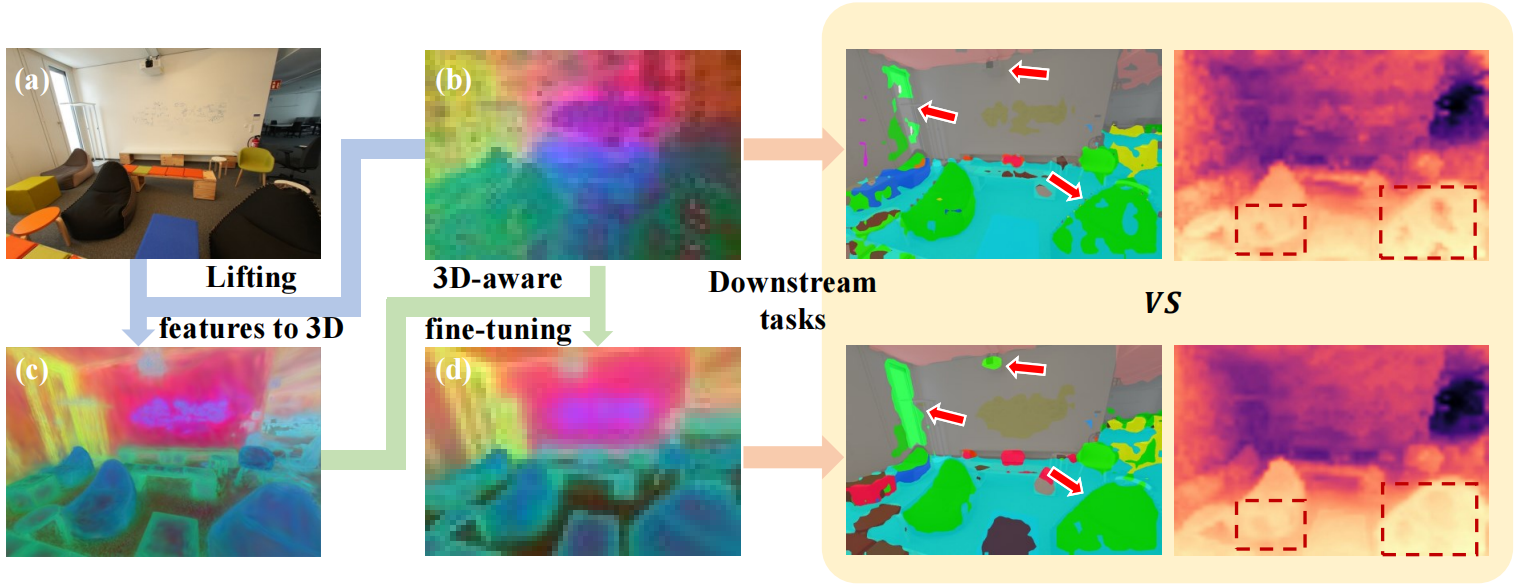 (a)
(b)
Lifting
features to 3D
3D-aware
fine-tuning
Downstream
tasks
VS
(c)
(d)